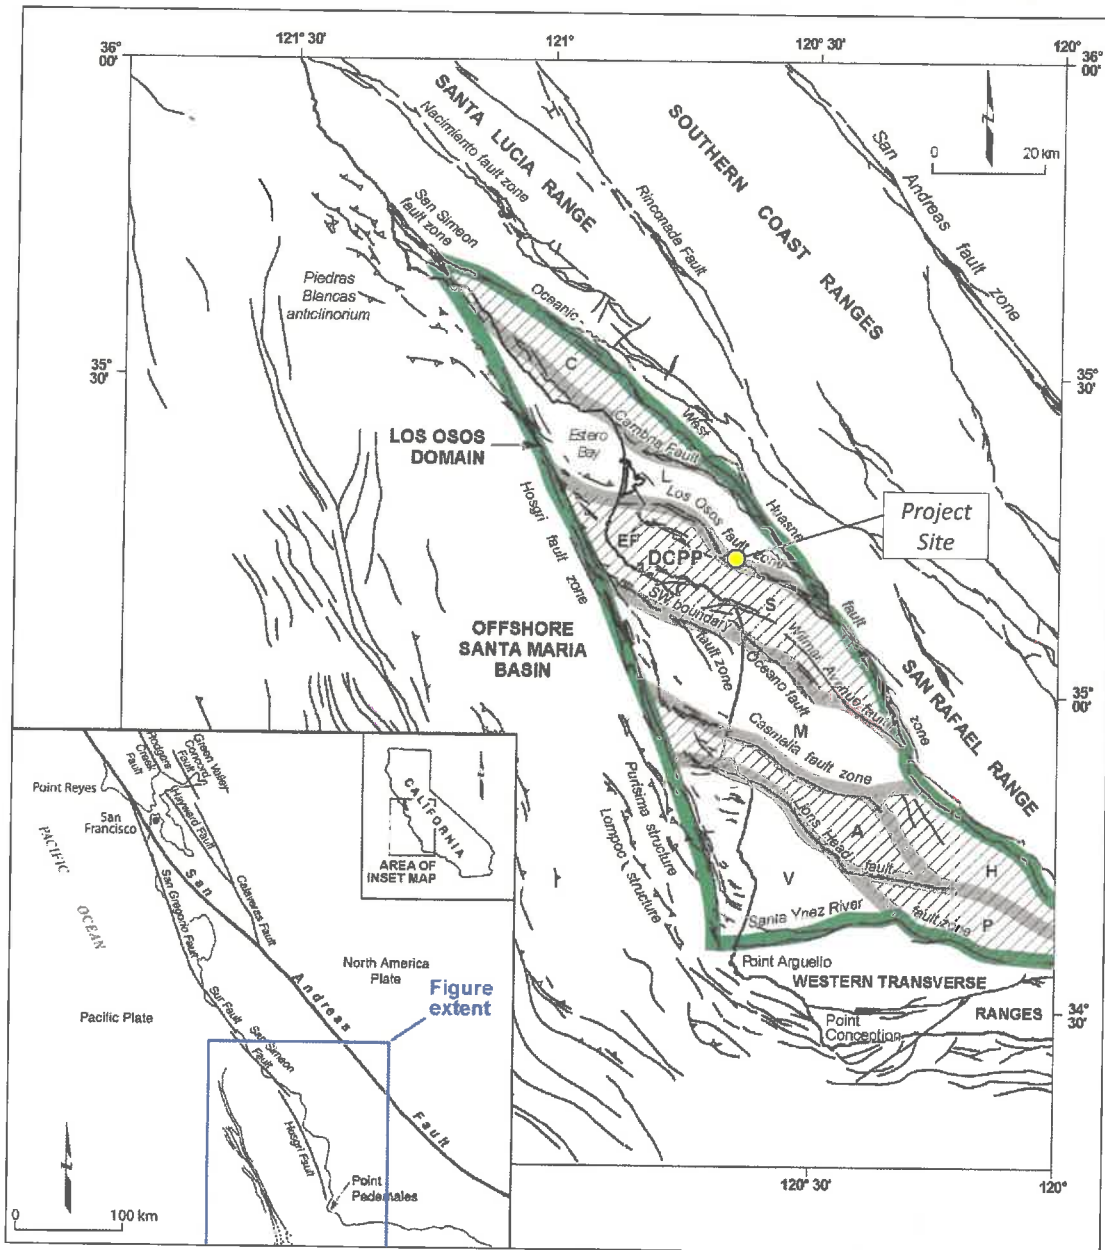 121° 30'
121°
120° 30'
120°
36°
00'
36°
00'
SANTA LUCIA RANGE
Nacimiento fault zone
SOUTHERN COAST RANGES
San Andreas fault zone
0 20 km
San Simeon
fault zone
Rinconada Fault
Piedras
Blancas
anticlinorium
Oceanic
35°
30'
35°
30'
C
West
Cambria Fault
Estero
Bay
LOS OSOS
DOMAIN
L
Los Osos fault zone
Huasna
fault
zone
Project
Site
Hosgri
fault zone
EF
DCPP
S
SW boundary
fault zone
Wilmar Avenue fault
Oceano fault
OFFSHORE
SANTA MARIA
BASIN
SAN RAFAEL RANGE
35°
00'
M
Casmalia fault zone
Purisima structure
Lompoc structure
Lions Head fault
A
H
V
P
Santa Ynez River
fault zone
Point Arguello
WESTERN TRANSVERSE
RANGES
Point
Conception
34°
30'
120° 30'
120°
Rodgers
Creek
Fault
Green Valley
Concord
Fault
Point Reyes
San
Francisco
Hayward Fault
PACIFIC
OCEAN
San
Andreas
Fault
San Gregorio Fault
Calaveras Fault
CALIFORNIA
AREA OF
INSET MAP
North America
Plate
Figure
extent
Pacific Plate
Sur Fault
San Simeon
Fault
Hosgri Fault
Point
Pedernales
0 100 km